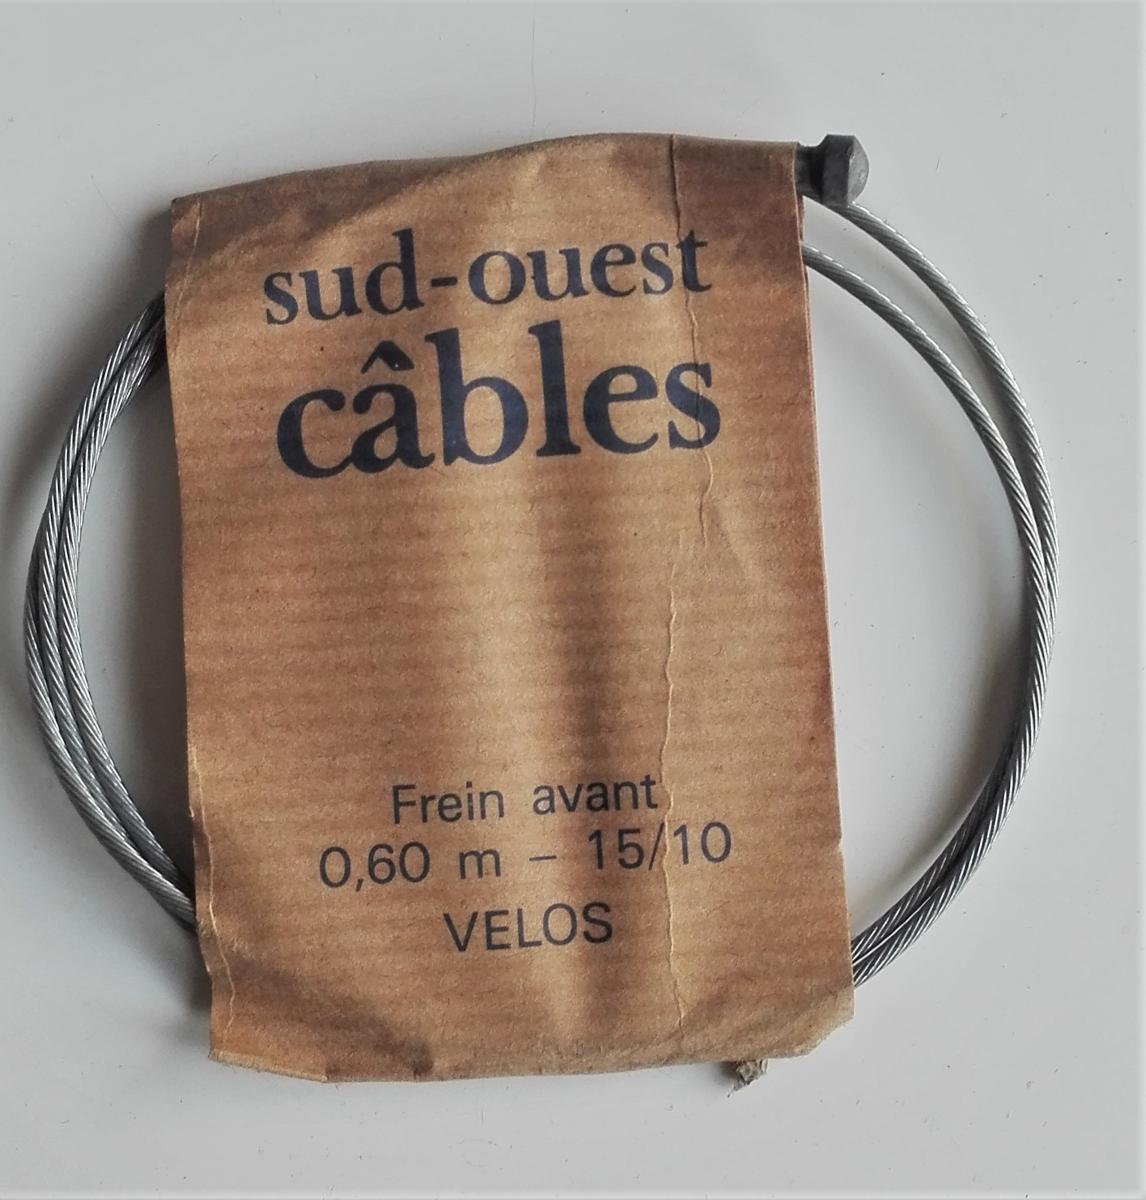 sud-ouest
câbles
Frein avant
0,60 m – 15/10
VELOS